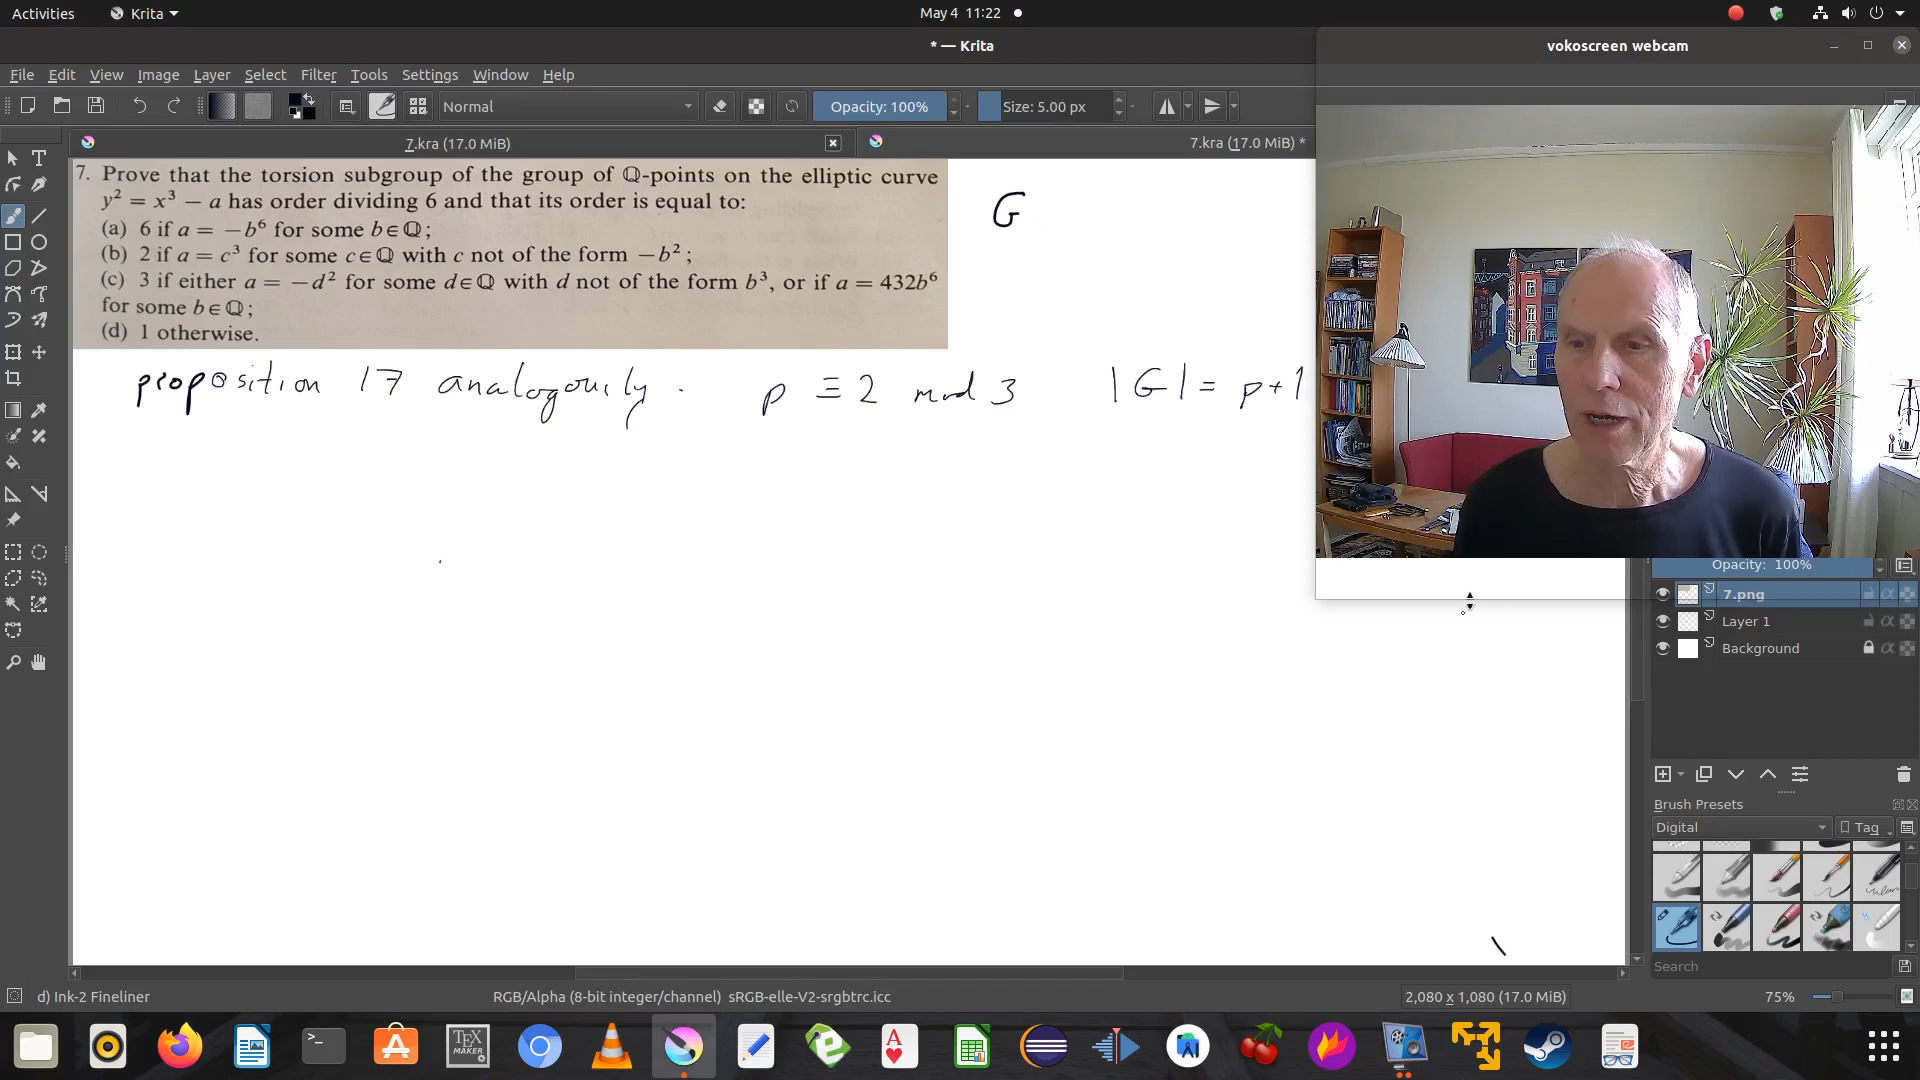 Activities Krita May 4 11:22
* — Krita
vokoscreen webcam
File Edit View Image Layer Select Filter Tools Settings Window Help
Normal Opacity: 100% Size: 5.00 px
7.kra (17.0 MiB) 7.kra (17.0 MiB) *
7. Prove that the torsion subgroup of the group of ℚ-points on the elliptic curve
y² = x³ − a has order dividing 6 and that its order is equal to:
(a) 6 if a = −b⁶ for some b∈ℚ;
(b) 2 if a = c³ for some c∈ℚ with c not of the form −b²;
(c) 3 if either a = −d² for some d∈ℚ with d not of the form b³, or if a = 432b⁶
for some b∈ℚ;
(d) 1 otherwise.
G
proposition 17 analogously. p ≡ 2 mod 3 |G| = p+1
Opacity: 100%
7.png
Layer 1
Background
Brush Presets
Digital Tag
Search
d) Ink-2 Fineliner RGB/Alpha (8-bit integer/channel) sRGB-elle-V2-srgbtrc.icc 2,080 x 1,080 (17.0 MiB) 75%
TEX
MAKER